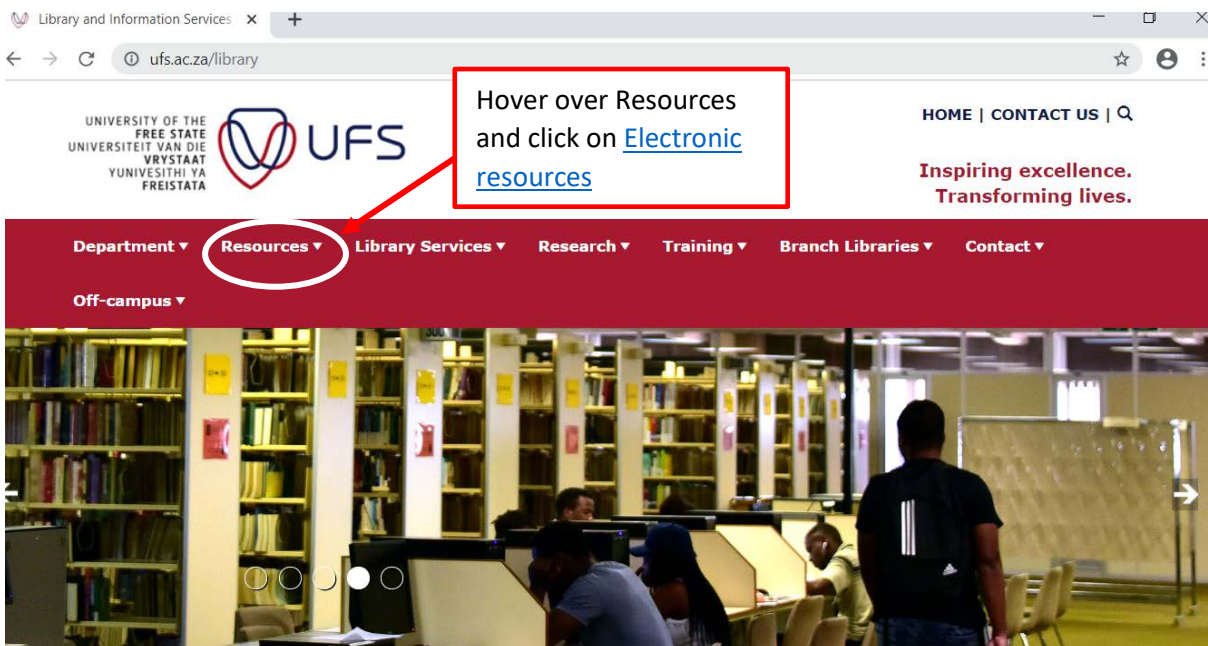 Library and Information Services
ufs.ac.za/library
Hover over Resources
and click on Electronic
resources
UNIVERSITY OF THE
FREE STATE
UNIVERSITEIT VAN DIE
VRYSTAAT
YUNIVESITHI YA
FREISTATA
UFS
HOME | CONTACT US |
Inspiring excellence.
Transforming lives.
Department ▾ Resources ▾ Library Services ▾ Research ▾ Training ▾ Branch Libraries ▾ Contact ▾
Off-campus ▾